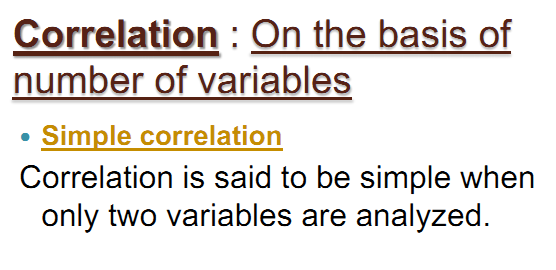 Correlation : On the basis of
number of variables
• Simple correlation
Correlation is said to be simple when
only two variables are analyzed.